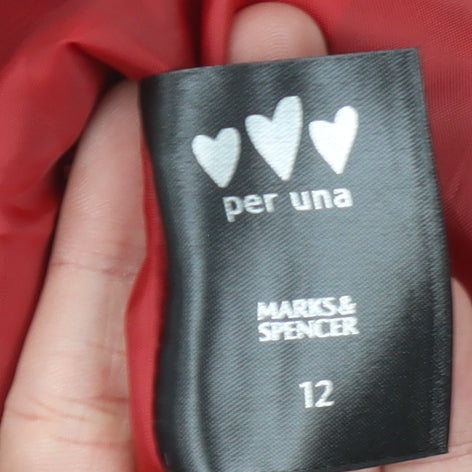 per una
MARKS&
SPENCER
12